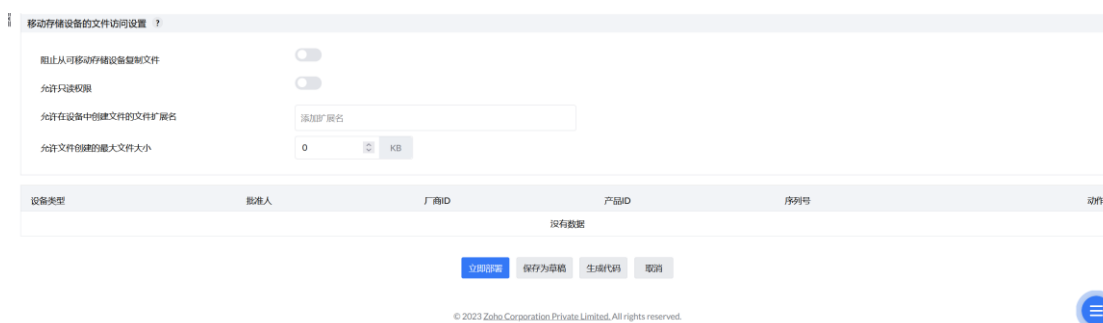 移动存储设备的文件访问设置 ?
阻止从可移动存储设备复制文件
允许只读权限
允许在设备中创建文件的文件扩展名 添加扩展名
允许文件创建的最大文件大小 0 KB
设备类型 批准人 厂商ID 产品ID 序列号 动作
没有数据
立即部署 保存为草稿 生成代码 取消
© 2023 Zoho Corporation Private Limited. All rights reserved.